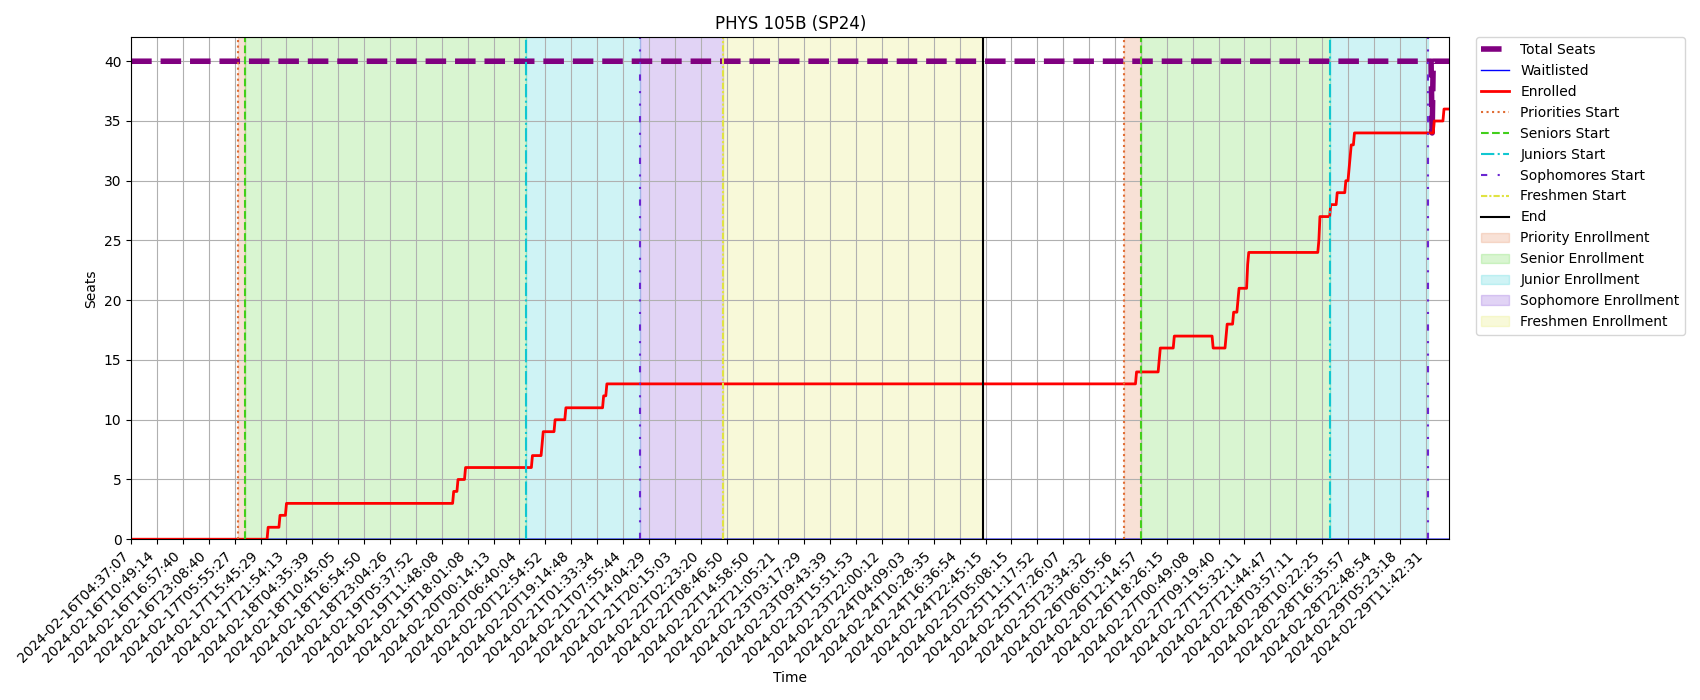 PHYS 105B (SP24)
Seats
40
35
30
25
20
15
10
5
0
2024-02-16T04:37:07
2024-02-16T10:49:14
2024-02-16T16:57:40
2024-02-16T23:08:40
2024-02-17T05:55:27
2024-02-17T15:45:29
2024-02-17T21:54:13
2024-02-18T04:35:39
2024-02-18T10:45:05
2024-02-18T16:54:50
2024-02-18T23:04:26
2024-02-19T05:37:52
2024-02-19T11:48:08
2024-02-19T18:01:08
2024-02-20T00:14:13
2024-02-20T06:40:04
2024-02-20T12:54:52
2024-02-20T19:14:48
2024-02-21T01:33:34
2024-02-21T07:55:44
2024-02-21T14:04:29
2024-02-21T20:15:03
2024-02-22T02:23:20
2024-02-22T08:46:50
2024-02-22T14:58:50
2024-02-22T21:05:21
2024-02-23T03:17:29
2024-02-23T09:43:39
2024-02-23T15:51:53
2024-02-23T22:00:12
2024-02-24T04:09:03
2024-02-24T10:28:35
2024-02-24T16:36:54
2024-02-24T22:45:15
2024-02-25T05:08:15
2024-02-25T11:17:52
2024-02-25T17:26:07
2024-02-25T23:34:32
2024-02-26T06:05:56
2024-02-26T12:14:57
2024-02-26T18:26:15
2024-02-27T00:49:08
2024-02-27T09:19:40
2024-02-27T15:32:11
2024-02-27T21:44:47
2024-02-28T03:57:11
2024-02-28T10:22:25
2024-02-28T16:35:57
2024-02-28T22:48:54
2024-02-29T05:23:18
2024-02-29T11:42:31
Time
Total Seats
Waitlisted
Enrolled
Priorities Start
Seniors Start
Juniors Start
Sophomores Start
Freshmen Start
End
Priority Enrollment
Senior Enrollment
Junior Enrollment
Sophomore Enrollment
Freshmen Enrollment